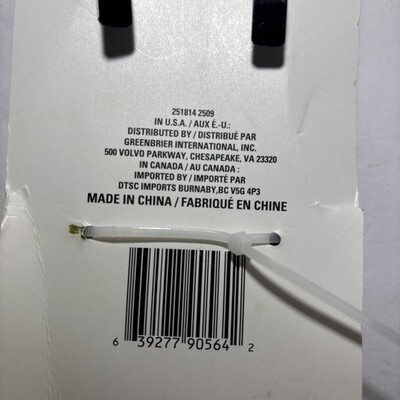 251814 2509
IN U.S.A. / AUX É.-U.:
DISTRIBUTED BY / DISTRIBUÉ PAR
GREENBRIER INTERNATIONAL, INC.
500 VOLVO PARKWAY, CHESAPEAKE, VA 23320
IN CANADA / AU CANADA :
IMPORTED BY / IMPORTÉ PAR
DTSC IMPORTS BURNABY,BC V5G 4P3
MADE IN CHINA / FABRIQUÉ EN CHINE
6 39277 90564 2